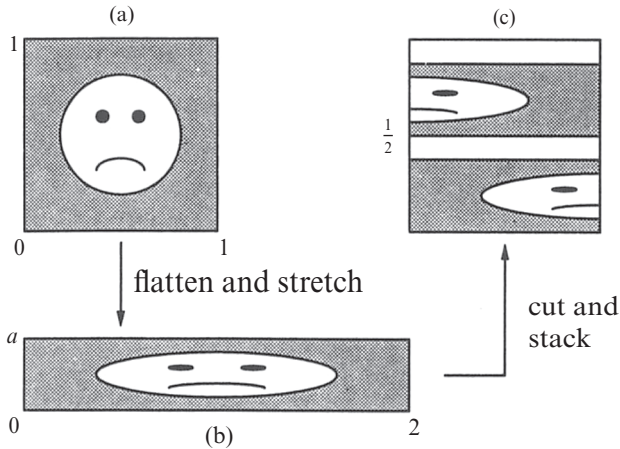 (a)
(c)
1
1/2
0
1
flatten and stretch
cut and
stack
a
0
2
(b)